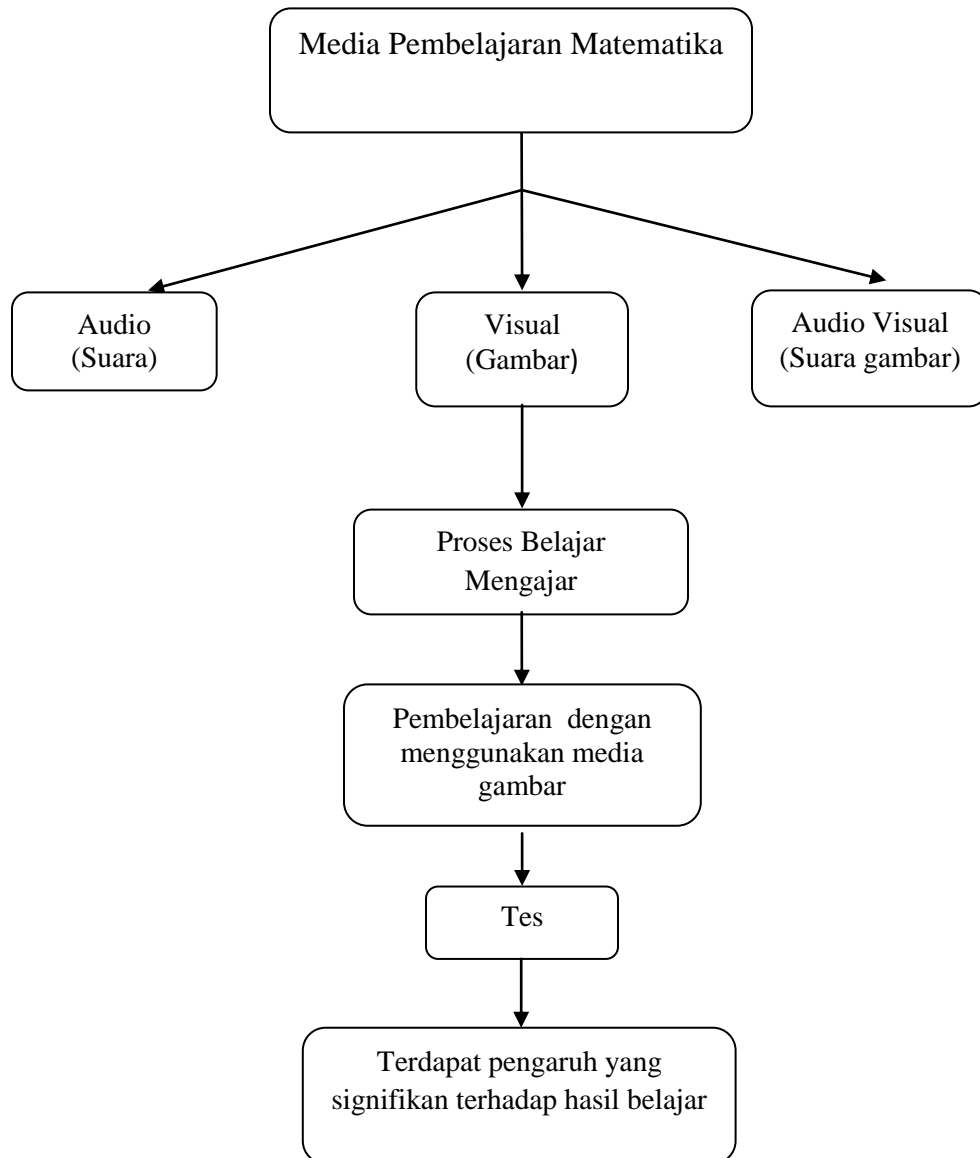 Media Pembelajaran Matematika
Audio
(Suara)
Visual
(Gambar)
Audio Visual
(Suara gambar)
Proses Belajar
Mengajar
Pembelajaran dengan
menggunakan media
gambar
Tes
Terdapat pengaruh yang
signifikan terhadap hasil belajar